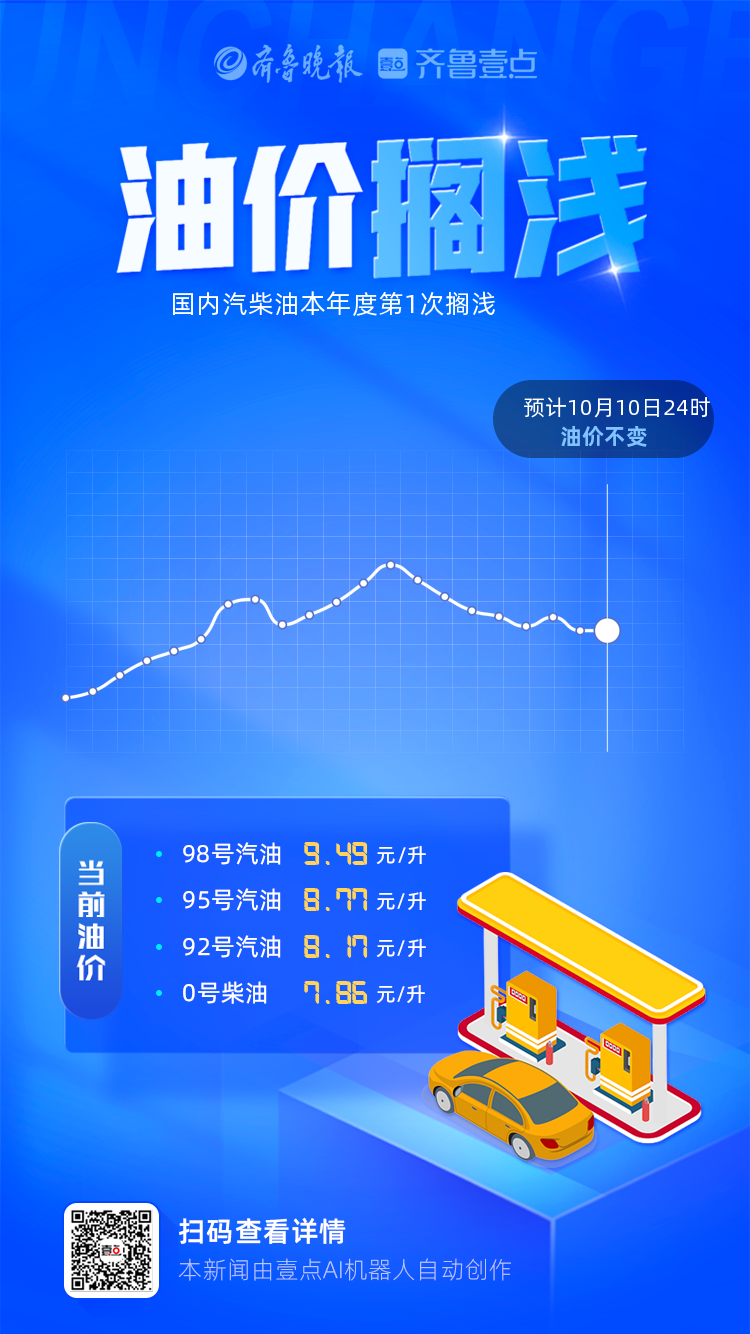 UNCHANGE
齐鲁晚报 壹点 齐鲁壹点
油价搁浅
国内汽柴油本年度第1次搁浅
预计10月10日24时
油价不变
当前油价
98号汽油 9.49 元/升
95号汽油 8.77 元/升
92号汽油 8.17 元/升
0号柴油 7.86 元/升
壹点
扫码查看详情
本新闻由壹点AI机器人自动创作